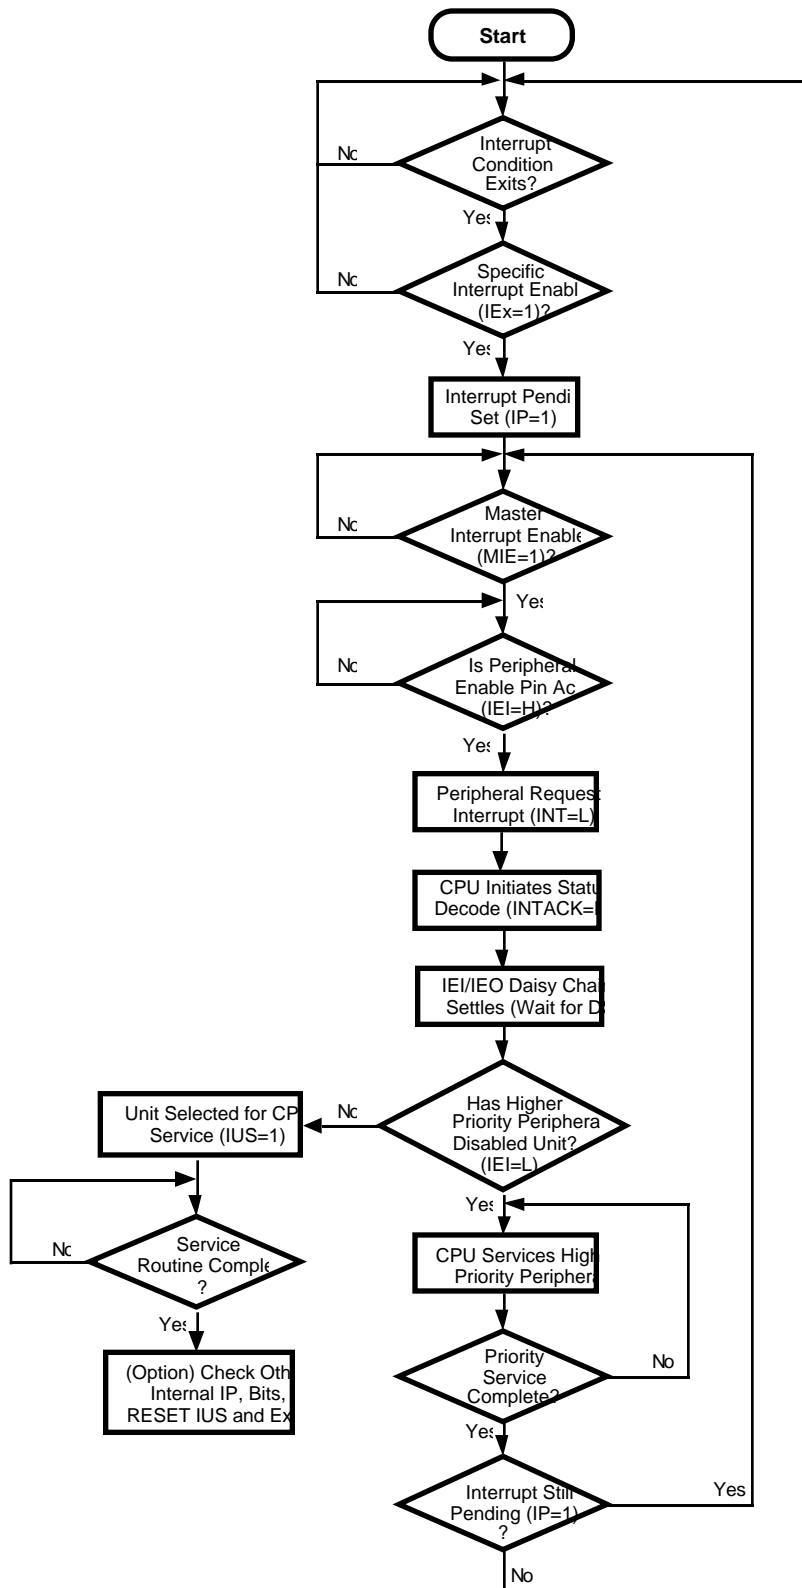 Start
No
Interrupt
Condition
Exits?
Yes
No
Specific
Interrupt Enabl
(IEx=1)?
Yes
Interrupt Pendi
Set (IP=1)
No
Master
Interrupt Enable
(MIE=1)?
Yes
No
Is Peripheral
Enable Pin Ac
(IEI=H)?
Yes
Peripheral Request
Interrupt (INT=L)
CPU Initiates Statu
Decode (INTACK=
IEI/IEO Daisy Chai
Settles (Wait for D
Has Higher
Priority Periphera
Disabled Unit?
(IEI=L)
No
Unit Selected for CP
Service (IUS=1)
No
Service
Routine Comple
?
Yes
(Option) Check Oth
Internal IP, Bits,
RESET IUS and Ex
Yes
CPU Services High
Priority Periphera
Priority
Service
Complete?
No
Yes
Interrupt Still
Pending (IP=1)
?
Yes
No